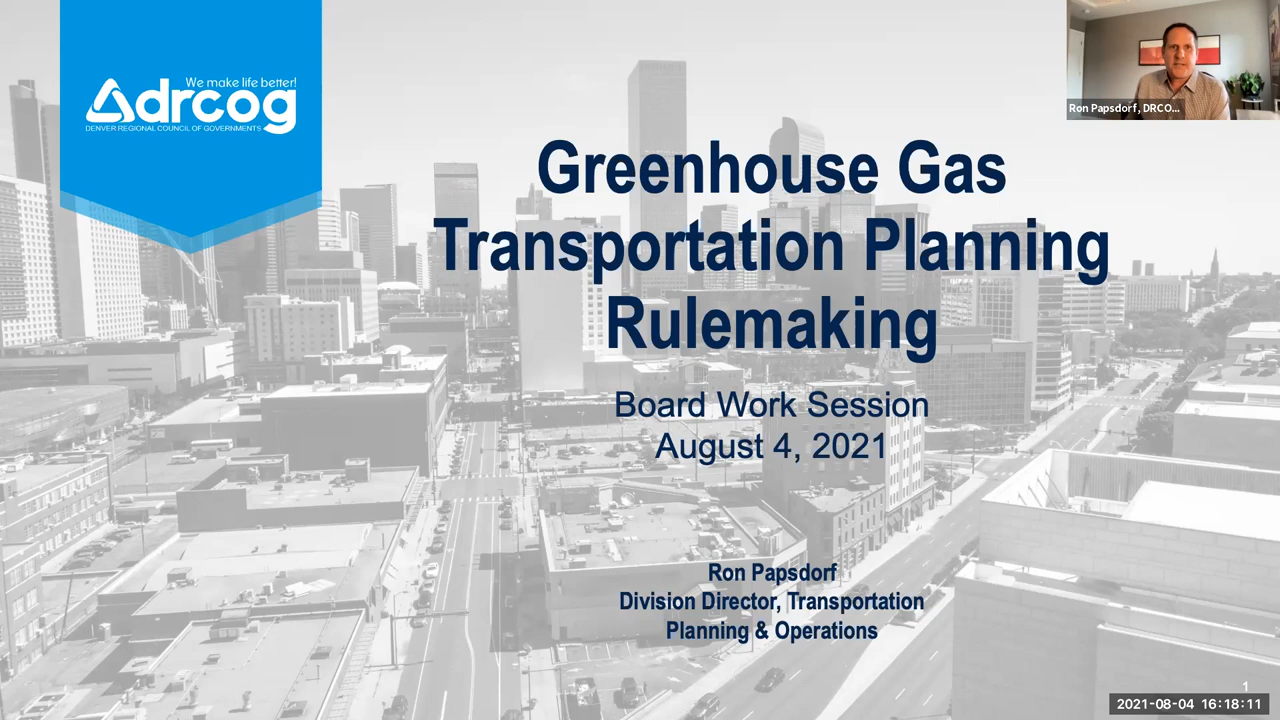 We make life better!
drcog
DENVER REGIONAL COUNCIL OF GOVERNMENTS
Ron Papsdorf, DRCO...
Greenhouse Gas
Transportation Planning
Rulemaking
Board Work Session
August 4, 2021
Ron Papsdorf
Division Director, Transportation
Planning & Operations
1
2021-08-04 16:18:11